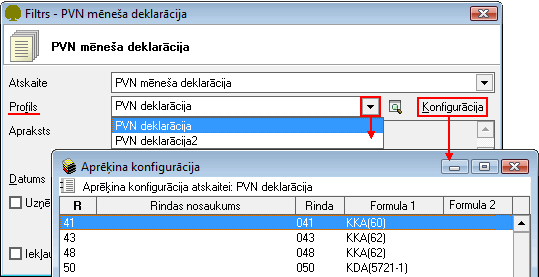 Filtrs - PVN mēneša deklarācija
PVN mēneša deklarācija
Atskaite PVN mēneša deklarācija
Profils PVN deklarācija Konfigurācija
PVN deklarācija
Apraksts
PVN deklarācija2
Aprēķina konfigurācija
Datums Aprēķina konfigurācija atskaitei: PVN deklarācija
R Rindas nosaukums Rinda Formula 1 Formula 2
41 041 KKA(60)
43 043 KKA(62)
48 048 KKA(62)
50 050 KDA(5721-1)